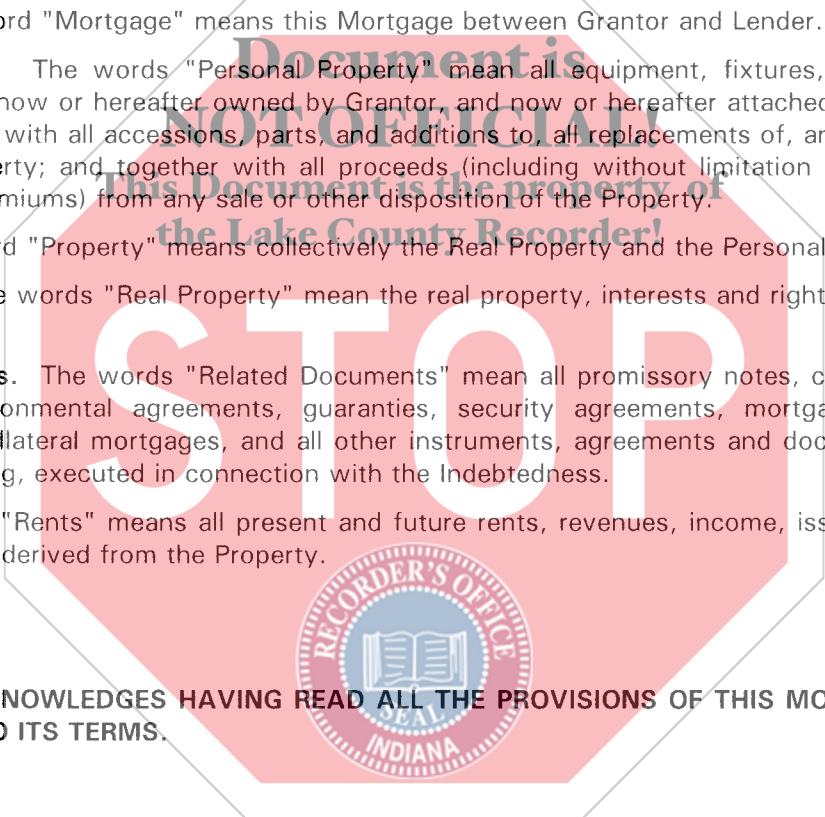 ord "Mortgage" means this Mortgage between Grantor and Lender.
Document is
The words "Personal Property" mean all equipment, fixtures,
now or hereafter owned by Grantor, and now or hereafter attached
NOT OFFICIAL!
with all accessions, parts, and additions to, all replacements of, an
erty; and together with all proceeds (including without limitation
This Document is the property of
miums) from any sale or other disposition of the Property.
the Lake County Recorder!
rd "Property" means collectively the Real Property and the Personal
e words "Real Property" mean the real property, interests and right
STOP
s. The words "Related Documents" mean all promissory notes, c
onmental agreements, guaranties, security agreements, mortga
llateral mortgages, and all other instruments, agreements and doc
g, executed in connection with the Indebtedness.
"Rents" means all present and future rents, revenues, income, iss
derived from the Property.
RECORDER'S OFFICE
SEAL
INDIANA
NOWLEDGES HAVING READ ALL THE PROVISIONS OF THIS MO
O ITS TERMS.